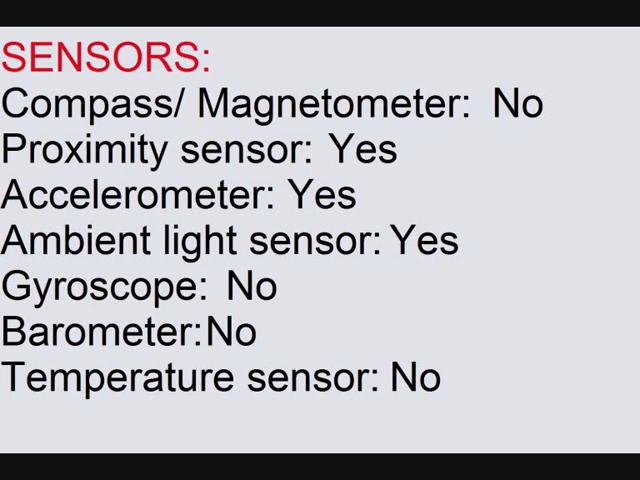 SENSORS:
Compass/ Magnetometer: No
Proximity sensor: Yes
Accelerometer: Yes
Ambient light sensor: Yes
Gyroscope: No
Barometer:No
Temperature sensor: No